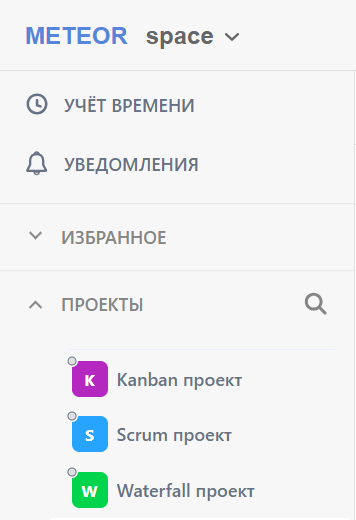 METEOR space
УЧЁТ ВРЕМЕНИ
УВЕДОМЛЕНИЯ
ИЗБРАННОЕ
ПРОЕКТЫ
K Kanban проект
S Scrum проект
W Waterfall проект